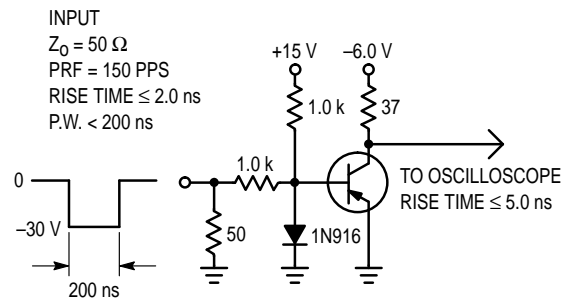 INPUT
Zo = 50 Ω
PRF = 150 PPS
RISE TIME ≤ 2.0 ns
P.W. < 200 ns
+15 V
–6.0 V
1.0 k
37
1.0 k
TO OSCILLOSCOPE
RISE TIME ≤ 5.0 ns
0
–30 V
50
1N916
200 ns